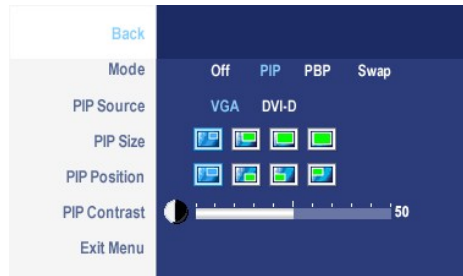 Back
Mode Off PIP PBP Swap
PIP Source VGA DVI-D
PIP Size
PIP Position
PIP Contrast 50
Exit Menu